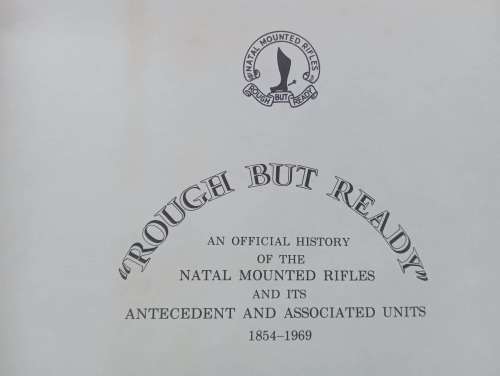 NATAL MOUNTED RIFLES
ROUGH BUT READY
"ROUGH BUT READY"
AN OFFICIAL HISTORY
OF THE
NATAL MOUNTED RIFLES
AND ITS
ANTECEDENT AND ASSOCIATED UNITS
1854–1969